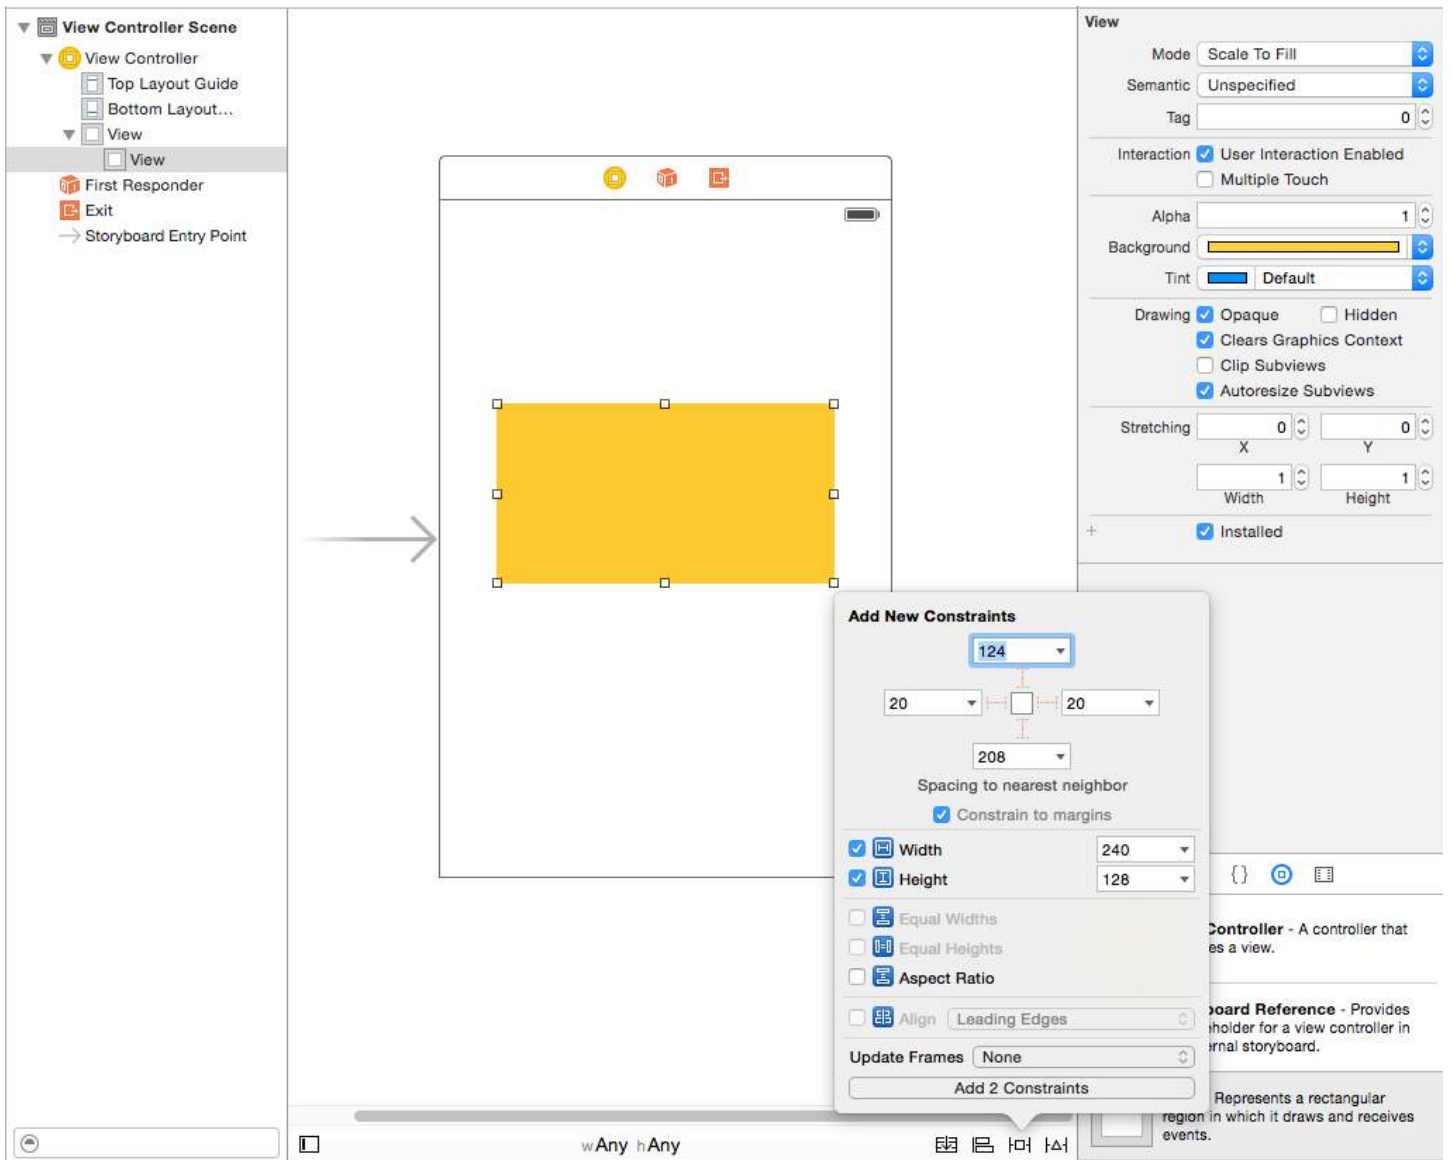 View Controller Scene
View Controller
Top Layout Guide
Bottom Layout...
View
View
First Responder
Exit
Storyboard Entry Point
wAny hAny
View
Mode Scale To Fill
Semantic Unspecified
Tag 0
Interaction User Interaction Enabled
Multiple Touch
Alpha 1
Background
Tint Default
Drawing Opaque Hidden
Clears Graphics Context
Clip Subviews
Autoresize Subviews
Stretching 0 0
X Y
1 1
Width Height
+ Installed
Add New Constraints
124
20 20
208
Spacing to nearest neighbor
Constrain to margins
Width 240
Height 128
Equal Widths
Equal Heights
Aspect Ratio
Align Leading Edges
Update Frames None
Add 2 Constraints
{}
Controller - A controller that
es a view.
board Reference - Provides
eholder for a view controller in
ernal storyboard.
Represents a rectangular
region in which it draws and receives
events.